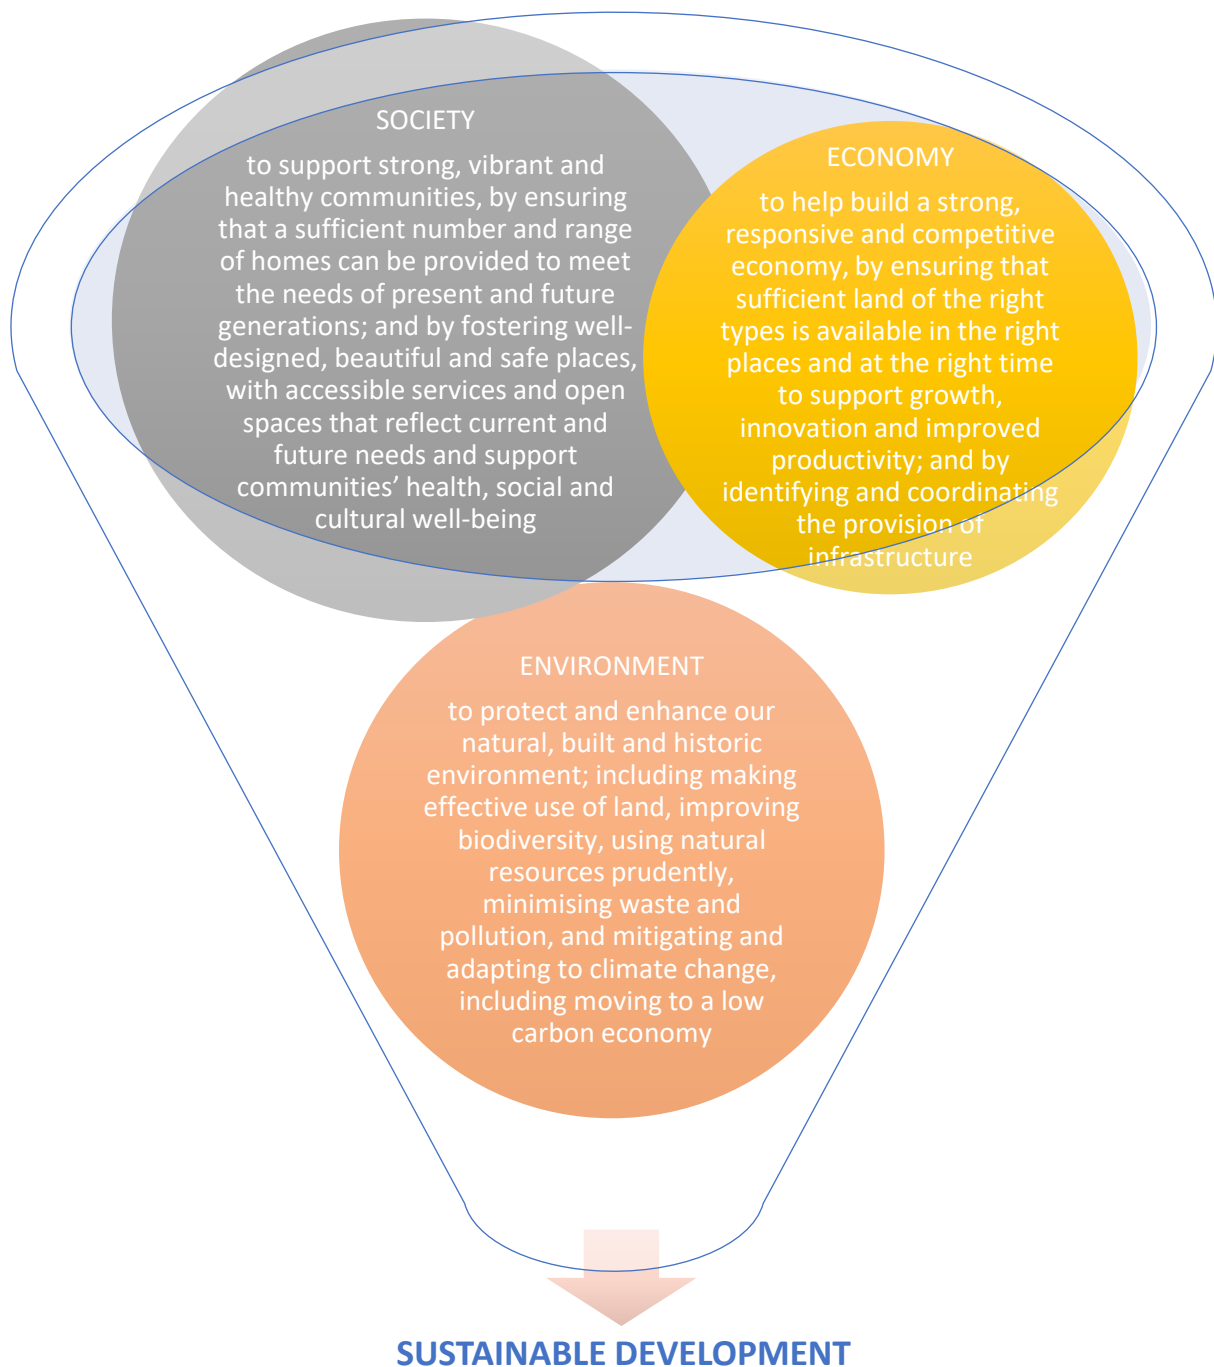 SOCIETY
to support strong, vibrant and
healthy communities, by ensuring
that a sufficient number and range
of homes can be provided to meet
the needs of present and future
generations; and by fostering well-
designed, beautiful and safe places,
with accessible services and open
spaces that reflect current and
future needs and support
communities’ health, social and
cultural well-being
ECONOMY
to help build a strong,
responsive and competitive
economy, by ensuring that
sufficient land of the right
types is available in the right
places and at the right time
to support growth,
innovation and improved
productivity; and by
identifying and coordinating
the provision of
infrastructure
ENVIRONMENT
to protect and enhance our
natural, built and historic
environment; including making
effective use of land, improving
biodiversity, using natural
resources prudently,
minimising waste and
pollution, and mitigating and
adapting to climate change,
including moving to a low
carbon economy
SUSTAINABLE DEVELOPMENT